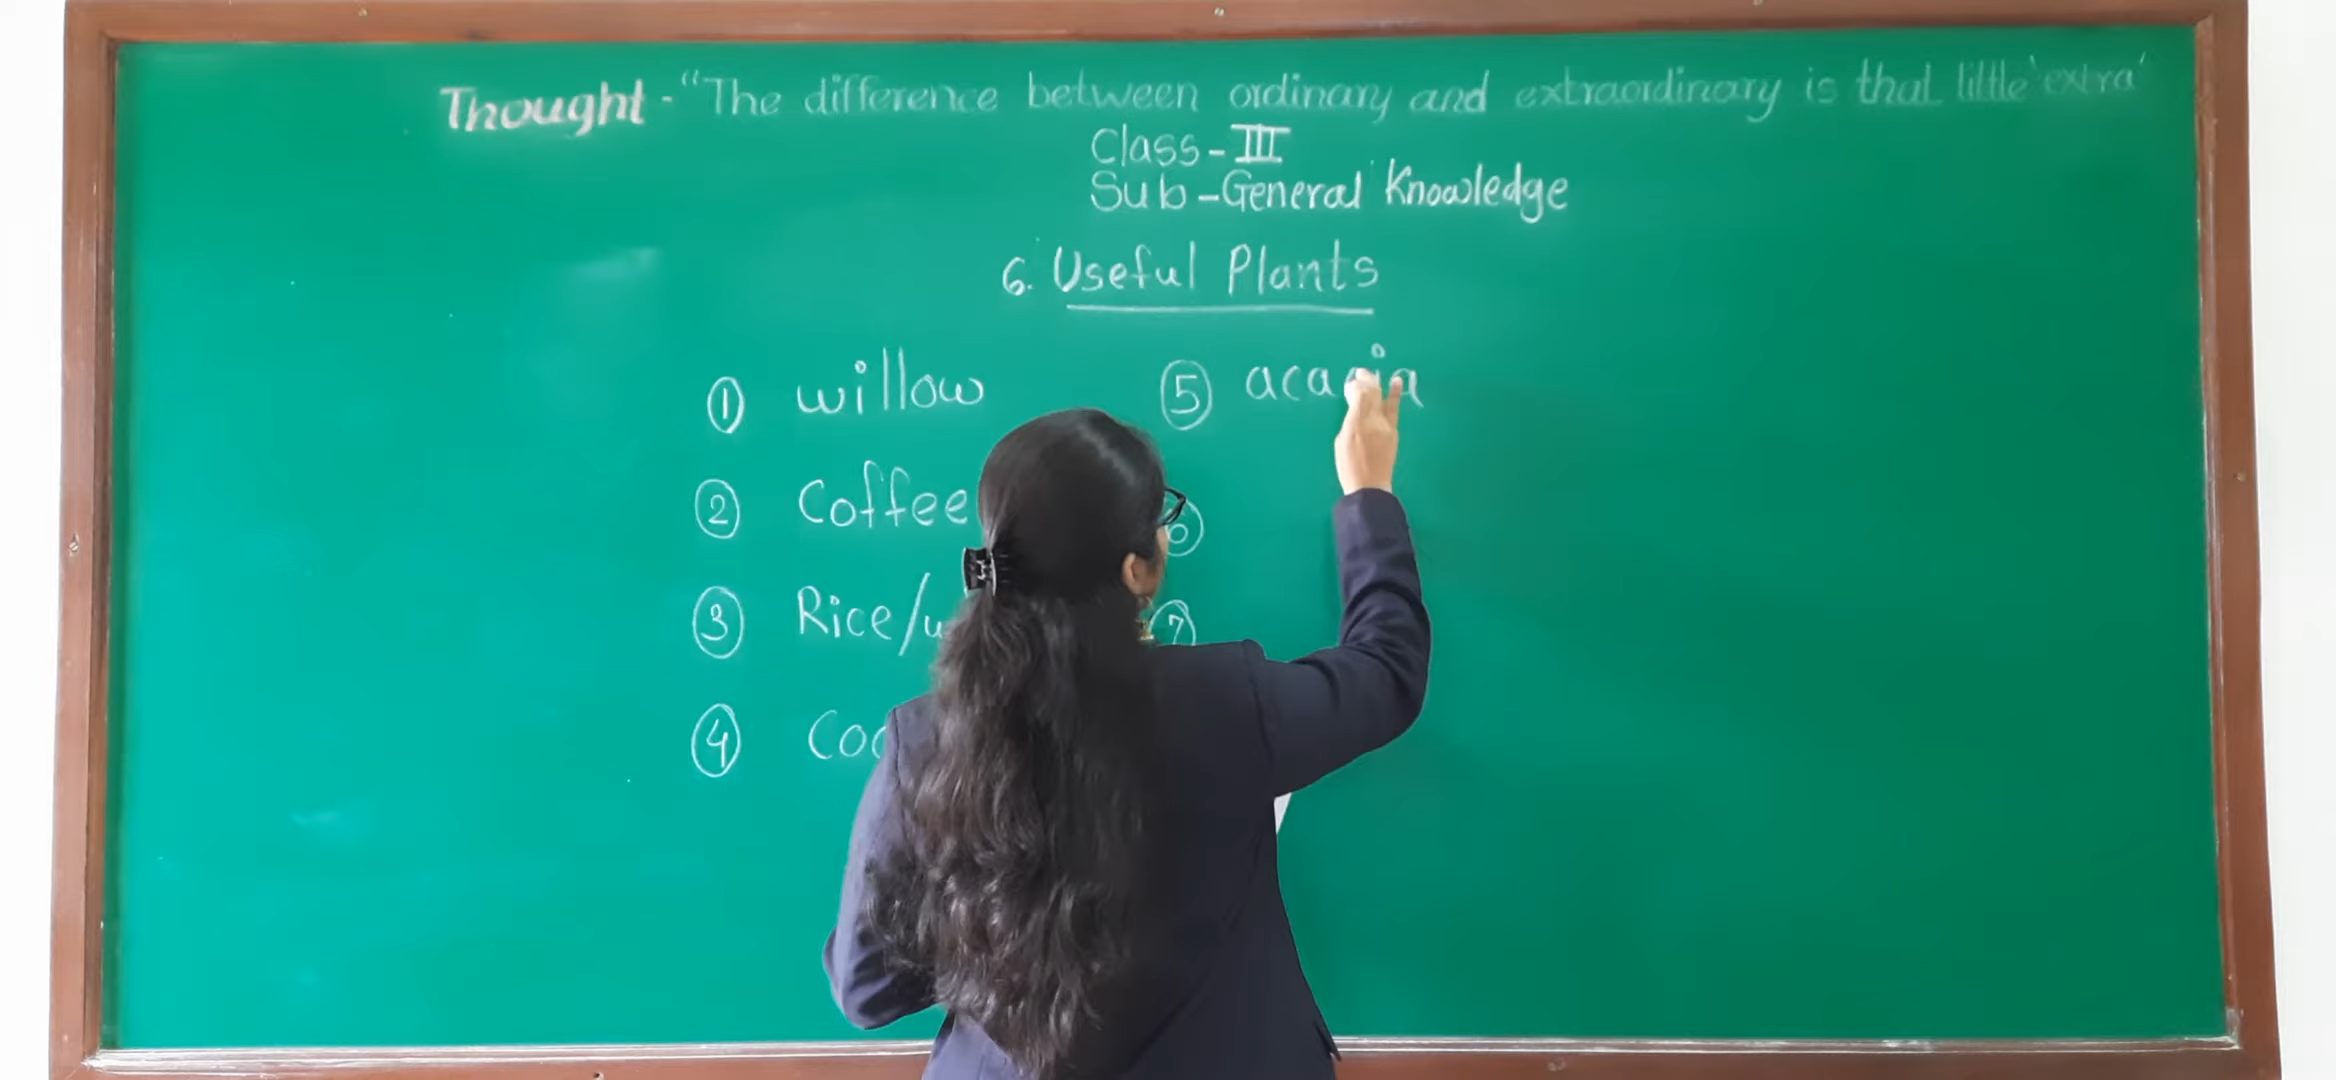 Thought - "The difference between ordinary and extraordinary is that little 'extra'
Class - III
Sub - General Knowledge
6. Useful Plants
① willow
② Coffee
③ Rice/
④
⑤ acacia
⑥
⑦